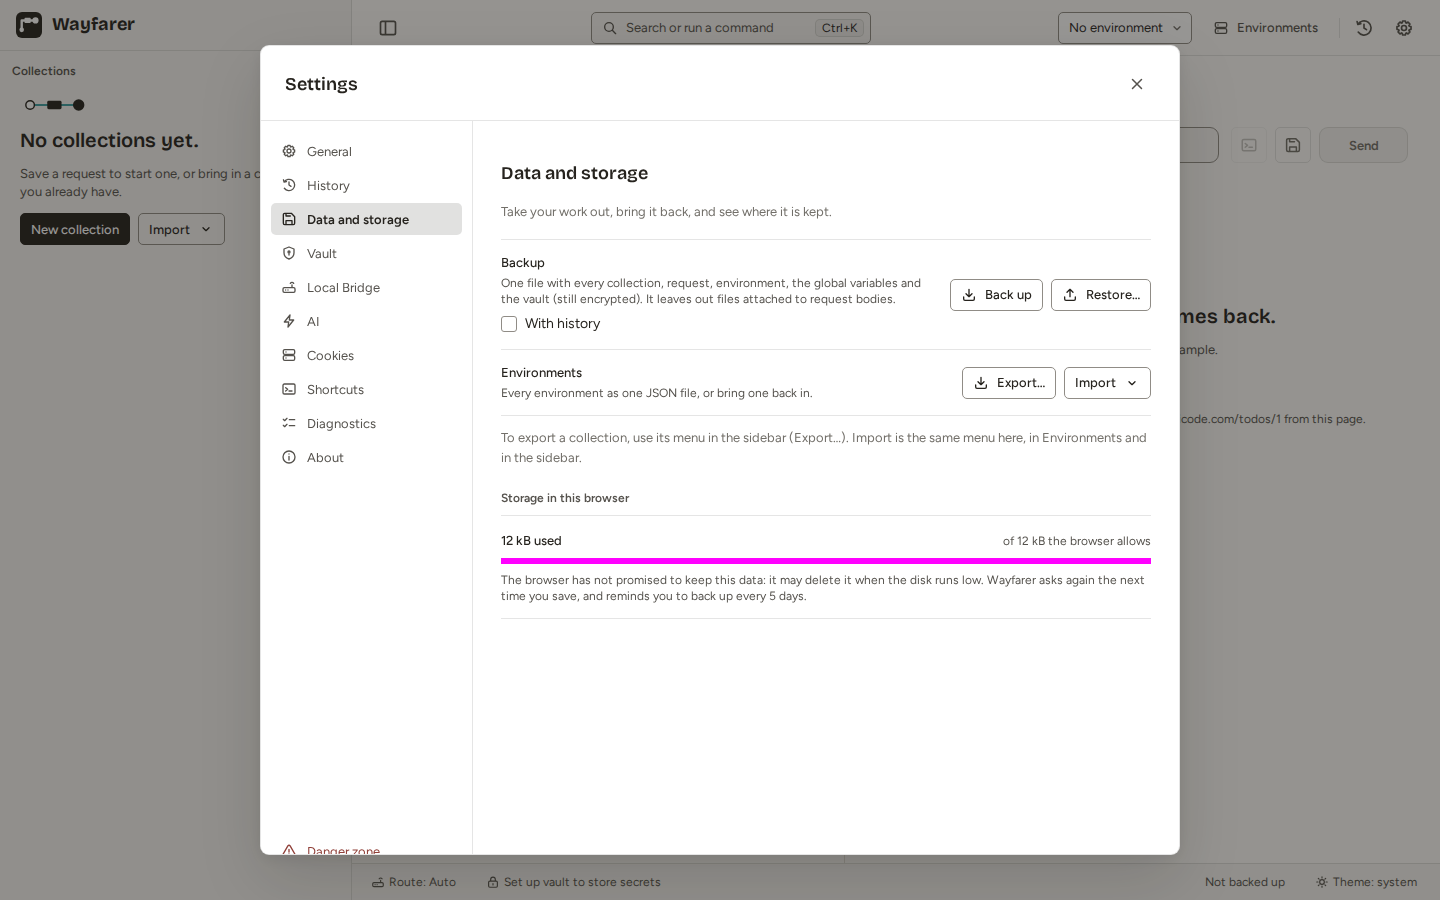 Wayfarer
Search or run a command
Ctrl+K
No environment
Environments
Collections
No collections yet.
Save a request to start one, or bring in a c
you already have.
New collection
Import
Send
mes back.
ample.
code.com/todos/1 from this page.
Settings
General
History
Data and storage
Vault
Local Bridge
AI
Cookies
Shortcuts
Diagnostics
About
Danger zone
Data and storage
Take your work out, bring it back, and see where it is kept.
Backup
One file with every collection, request, environment, the global variables and
the vault (still encrypted). It leaves out files attached to request bodies.
With history
Back up
Restore...
Environments
Every environment as one JSON file, or bring one back in.
Export...
Import
To export a collection, use its menu in the sidebar (Export...). Import is the same menu here, in Environments and
in the sidebar.
Storage in this browser
12 kB used
of 12 kB the browser allows
The browser has not promised to keep this data: it may delete it when the disk runs low. Wayfarer asks again the next
time you save, and reminds you to back up every 5 days.
Route: Auto
Set up vault to store secrets
Not backed up
Theme: system